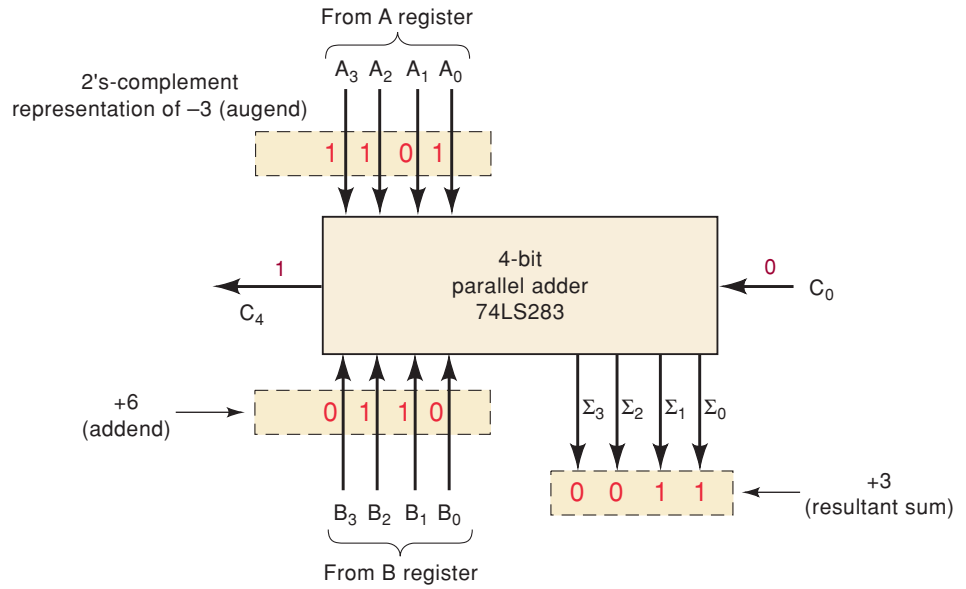 From A register
A3 A2 A1 A0
2's-complement
representation of –3 (augend)
1 1 0 1
4-bit
parallel adder
74LS283
1
C4
0
C0
+6
(addend)
0 1 1 0
Σ3 Σ2 Σ1 Σ0
0 0 1 1
+3
(resultant sum)
B3 B2 B1 B0
From B register